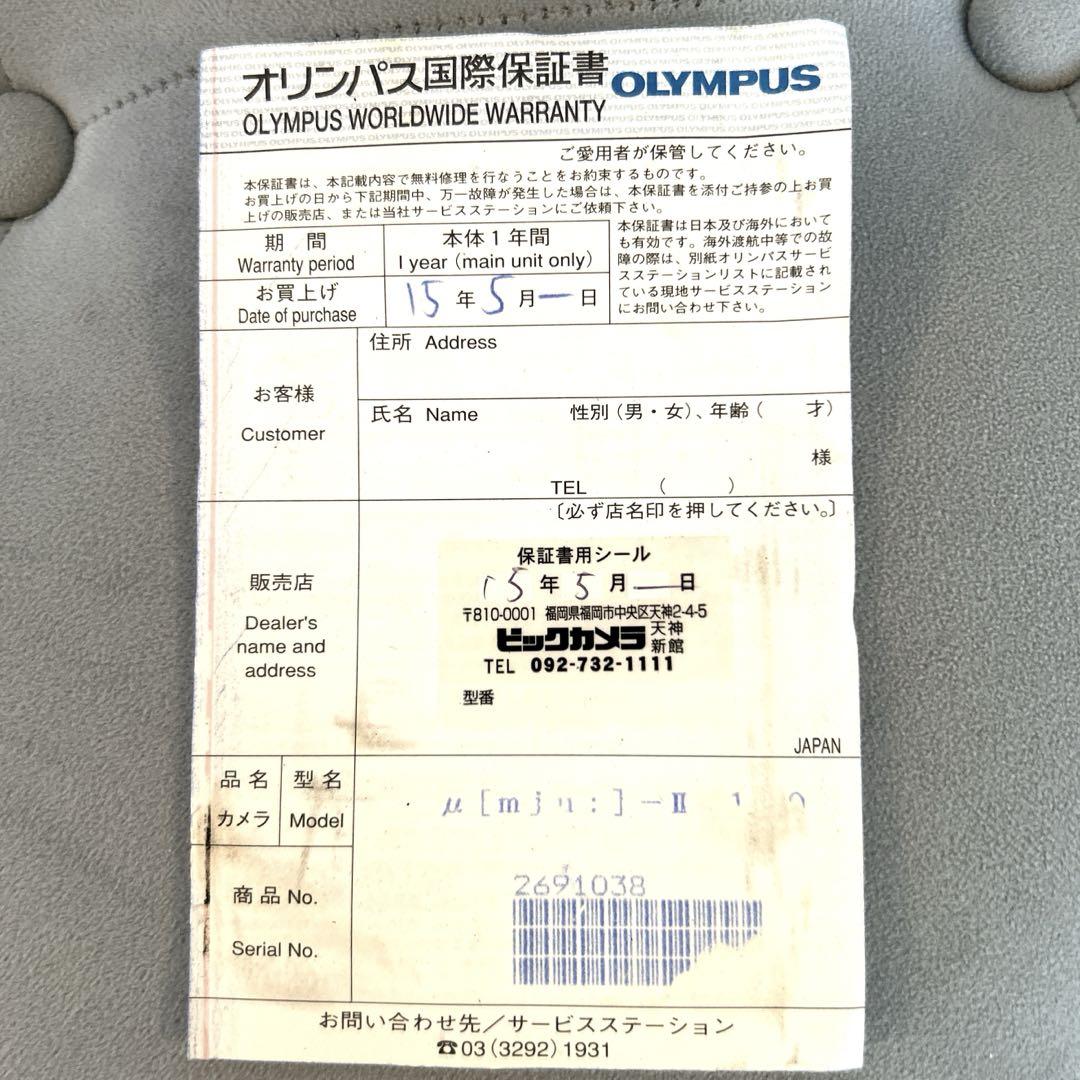 オリンパス国際保証書 OLYMPUS
OLYMPUS WORLDWIDE WARRANTY
ご愛用者が保管してください。
本保証書は、本記載内容で無料修理を行なうことをお約束するものです。
お買上げの日から下記期間中、万一故障が発生した場合は、本保証書を添付ご持参の上お買
上げの販売店、または当社サービスステーションにご依頼下さい。
期間 本体1年間
Warranty period 1 year (main unit only)
お買上げ 15年5月一日
Date of purchase
本保証書は日本及び海外において
も有効です。海外渡航中等での故
障の際は、別紙オリンパスサービ
スステーションリストに記載され
ている現地サービスステーション
にお問い合わせ下さい。
お客様
Customer
住所 Address
氏名 Name 性別(男・女)、年齢( 才)
様
TEL ( )
〔必ず店名印を押してください。〕
販売店
Dealer's
name and
address
保証書用シール
15年5月一日
〒810-0001 福岡県福岡市中央区天神2-4-5
ビックカメラ 天神
新館
TEL 092-732-1111
型番
JAPAN
品名 型名
カメラ Model
μ[mju:]-II
商品 No.
Serial No.
2691038
お問い合わせ先/サービスステーション
☎03(3292)1931